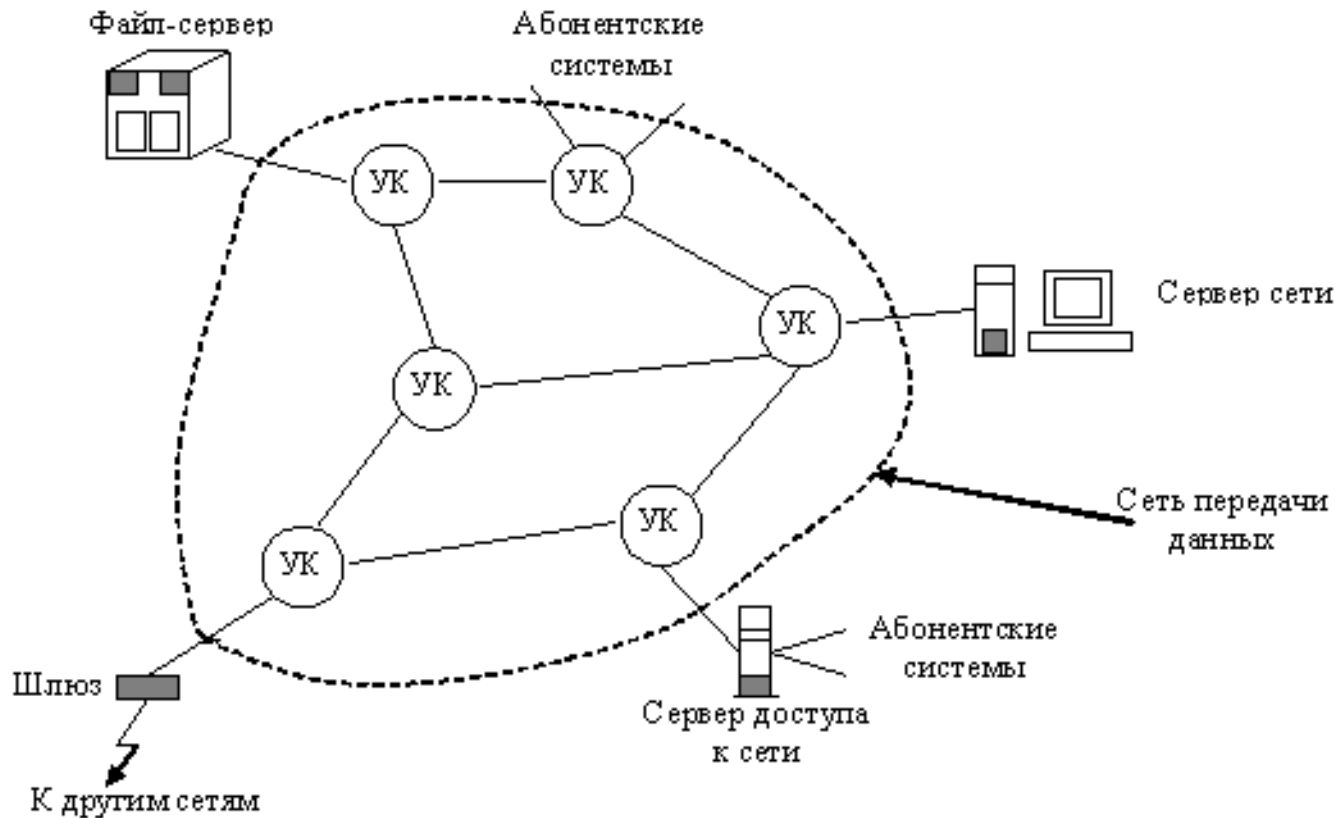 Файл-сервер
Абонентские
системы
УК
УК
Сервер сети
УК
УК
Сеть передачи
данных
УК
УК
Абонентские
системы
Шлюз
Сервер доступа
к сети
К другим сетям